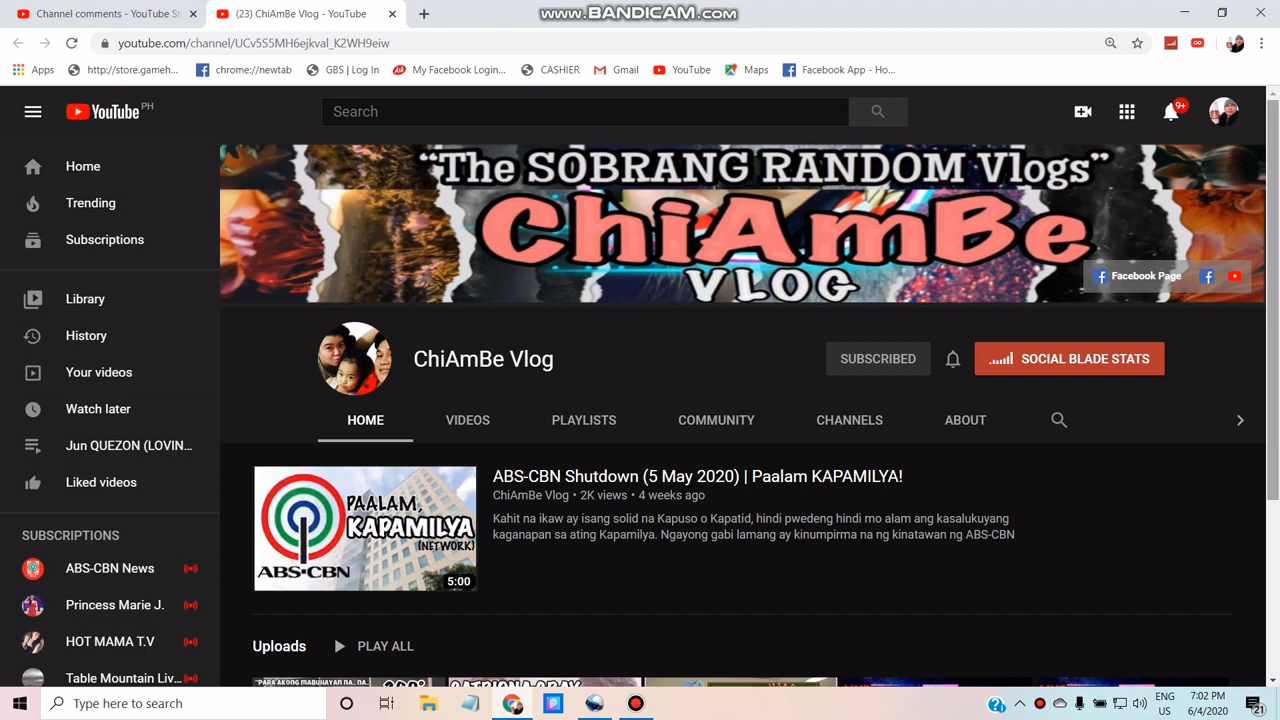 Channel comments - YouTube St
(23) ChiAmBe Vlog - YouTube
www.BANDICAM.com
youtube.com/channel/UCv5S5MH6ejkval_K2WH9eiw
Apps
http://store.gameh...
chrome://newtab
GBS | Log In
My Facebook Login...
CASHIER
Gmail
YouTube
Maps
Facebook App - Ho...
YouTube PH
Search
9+
Home
Trending
Subscriptions
Library
History
Your videos
Watch later
Jun QUEZON (LOVIN...
Liked videos
SUBSCRIPTIONS
ABS-CBN News
Princess Marie J.
HOT MAMA T.V
Table Mountain Liv...
"The SOBRANG RANDOM Vlogs"
ChiAmBe
VLOG
Facebook Page
ChiAmBe Vlog
SUBSCRIBED
SOCIAL BLADE STATS
HOME
VIDEOS
PLAYLISTS
COMMUNITY
CHANNELS
ABOUT
PAALAM,
KAPAMILYA
(NETWORK)
ABS-CBN
5:00
ABS-CBN Shutdown (5 May 2020) | Paalam KAPAMILYA!
ChiAmBe Vlog • 2K views • 4 weeks ago
Kahit na ikaw ay isang solid na Kapuso o Kapatid, hindi pwedeng hindi mo alam ang kasalukuyang
kaganapan sa ating Kapamilya. Ngayong gabi lamang ay kinumpirma na ng kinatawan ng ABS-CBN
Uploads
PLAY ALL
Type here to search
ENG
US
7:02 PM
6/4/2020
21